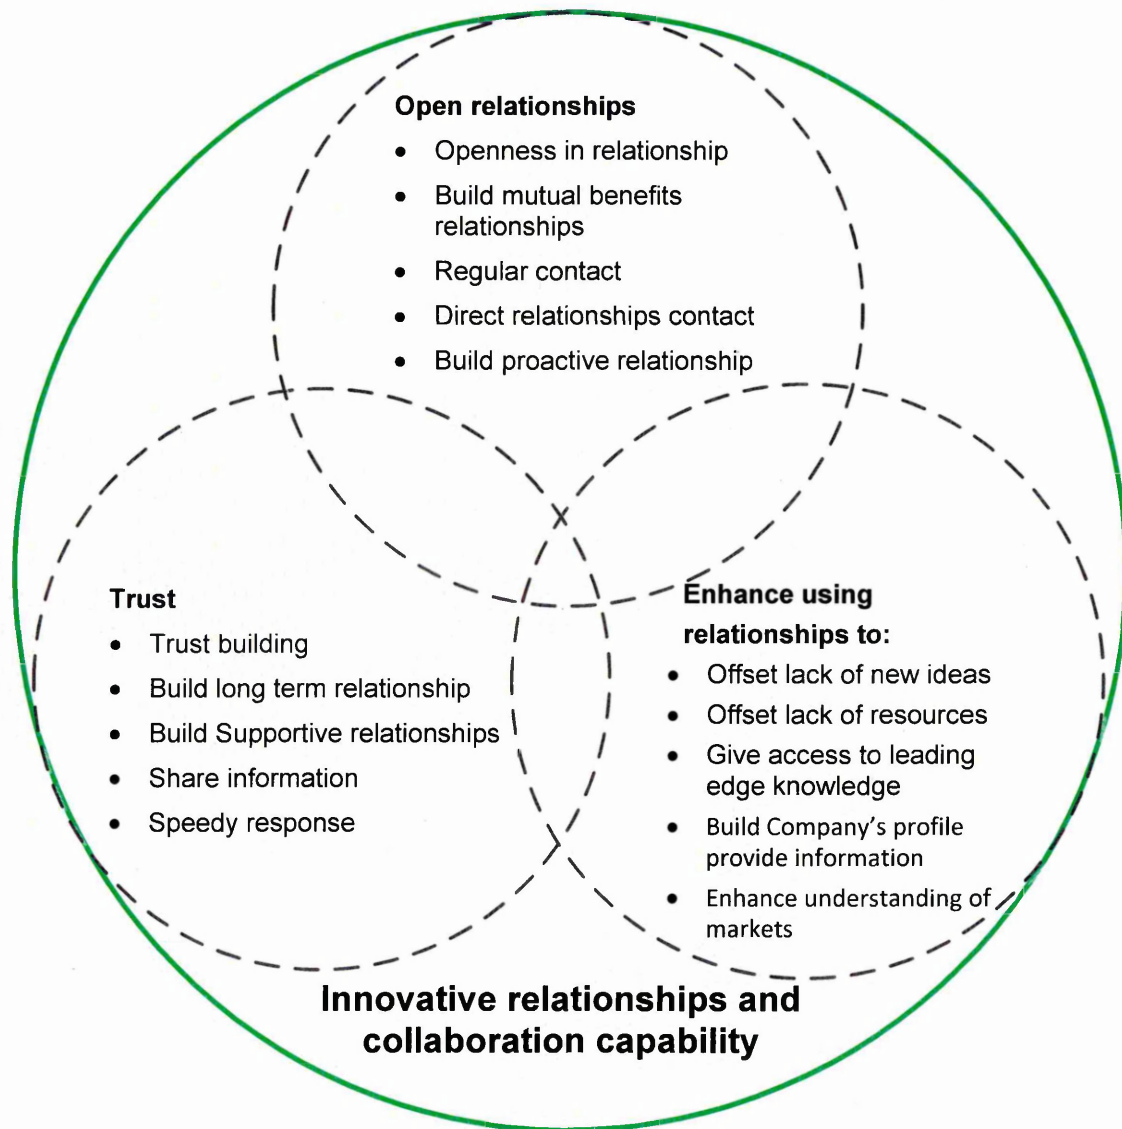 Open relationships
• Openness in relationship
• Build mutual benefits
relationships
• Regular contact
• Direct relationships contact
• Build proactive relationship
Trust
• Trust building
• Build long term relationship
• Build Supportive relationships
• Share information
• Speedy response
Enhance using
relationships to:
• Offset lack of new ideas
• Offset lack of resources
• Give access to leading
edge knowledge
• Build Company’s profile
provide information
• Enhance understanding of
markets
Innovative relationships and
collaboration capability